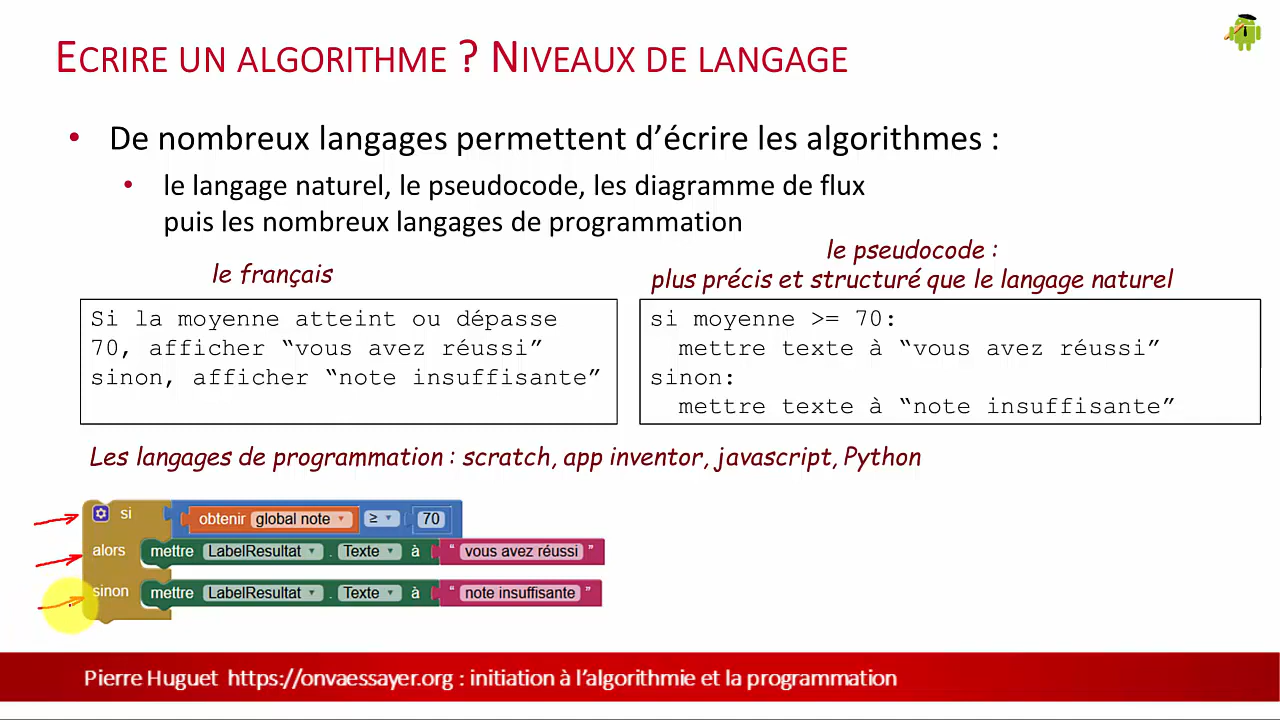 ECRIRE UN ALGORITHME ? NIVEAUX DE LANGAGE
• De nombreux langages permettent d’écrire les algorithmes :
• le langage naturel, le pseudocode, les diagramme de flux
puis les nombreux langages de programmation
le français
Si la moyenne atteint ou dépasse
70, afficher “vous avez réussi”
sinon, afficher “note insuffisante”
le pseudocode :
plus précis et structuré que le langage naturel
si moyenne >= 70:
mettre texte à “vous avez réussi”
sinon:
mettre texte à “note insuffisante”
Les langages de programmation : scratch, app inventor, javascript, Python
si obtenir global note ≥ 70
alors mettre LabelResultat . Texte à “ vous avez réussi ”
sinon mettre LabelResultat . Texte à “ note insuffisante ”
Pierre Huguet https://onvaessayer.org : initiation à l’algorithmie et la programmation